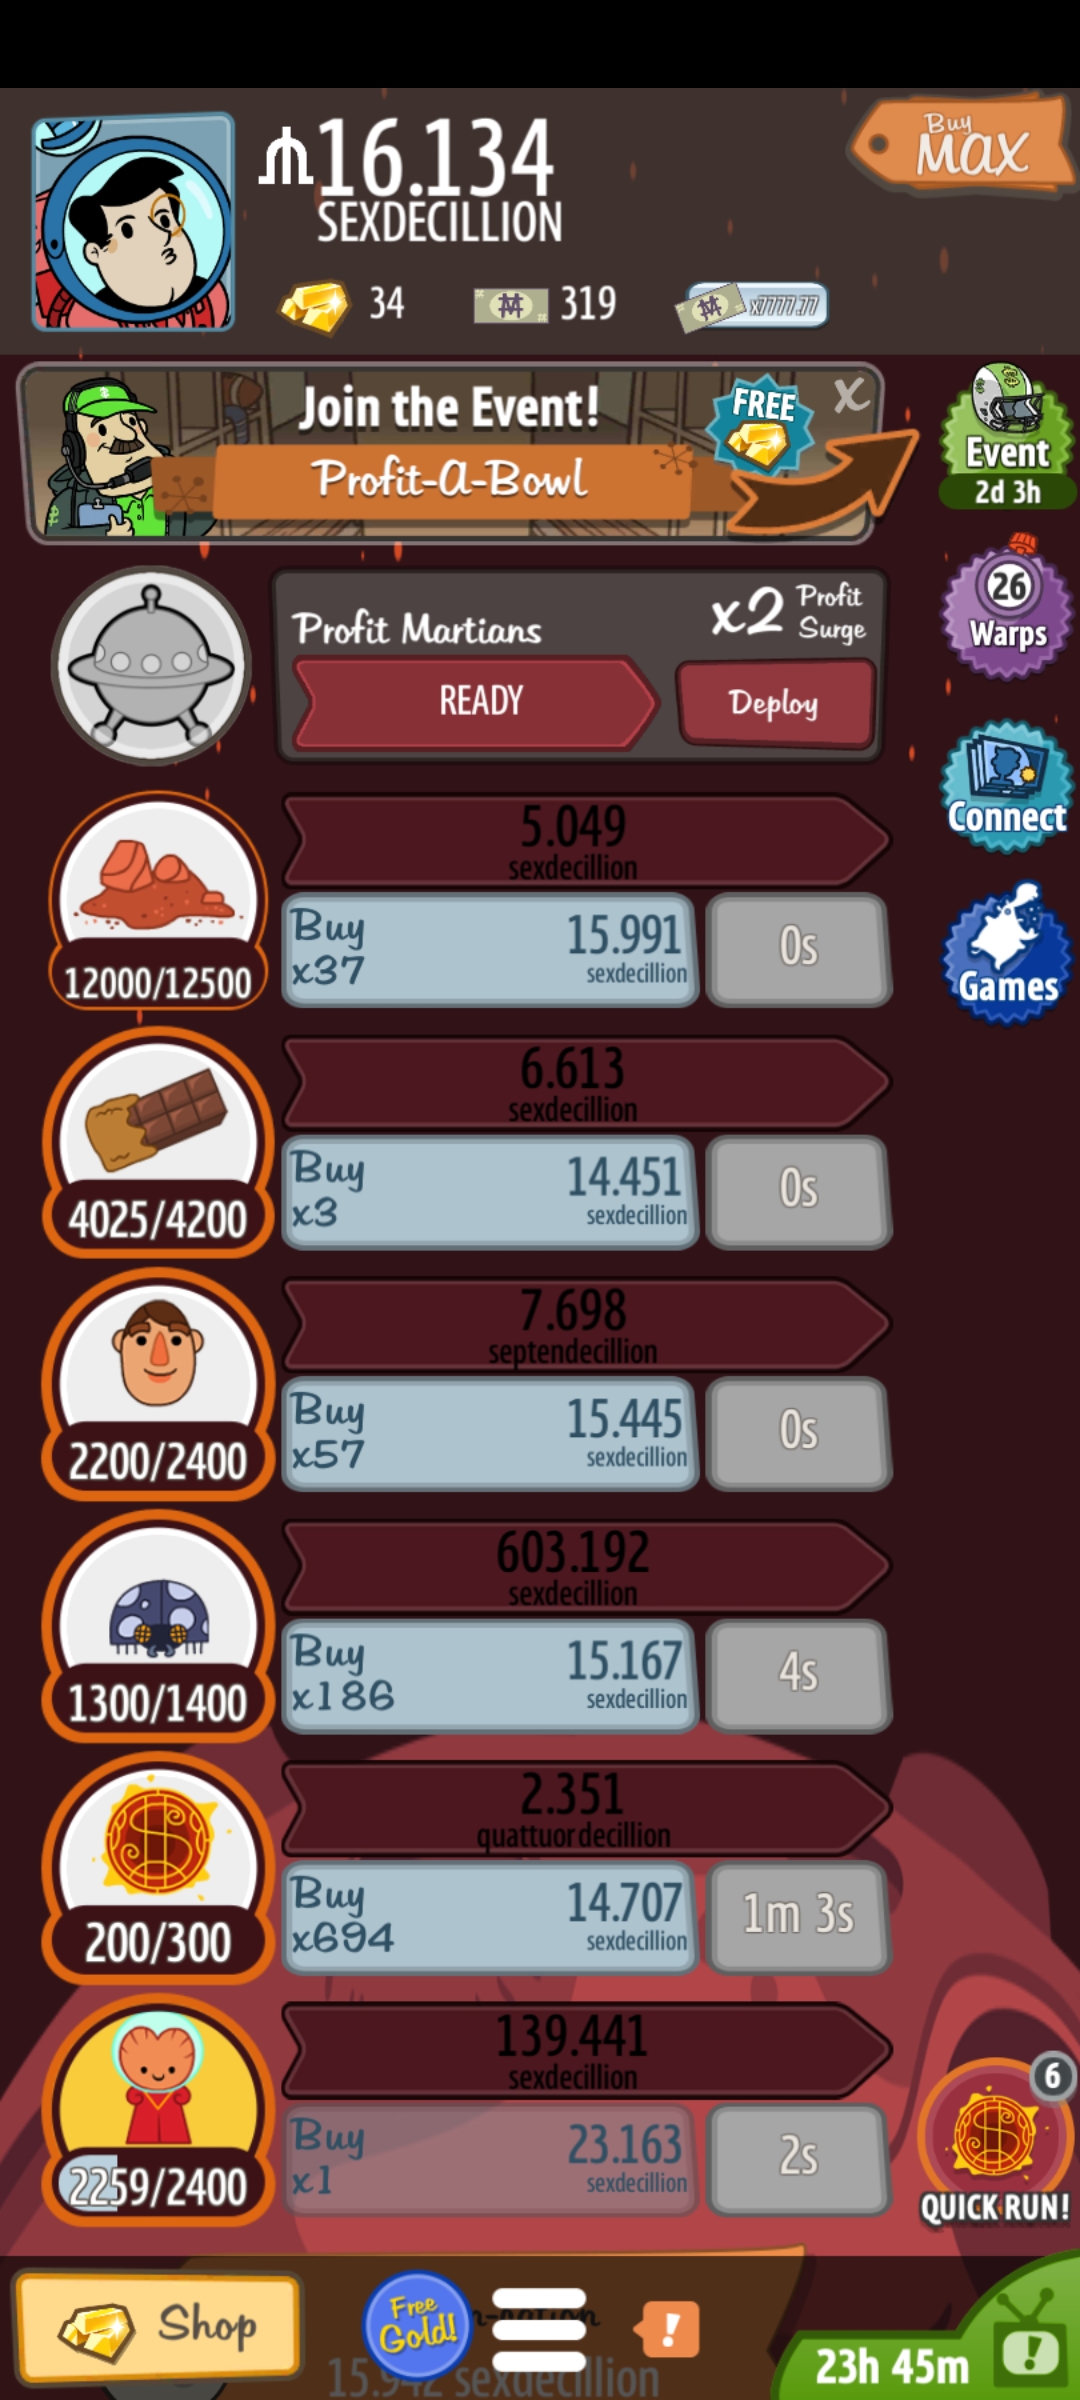 16.134
SEXDECILLION
Buy
MAX
34
319
x7777.77
Join the Event!
Profit-A-Bowl
FREE
Event
2d 3h
Profit Martians
x2 Profit Surge
READY
Deploy
26
Warps
5.049
sexdecillion
Buy
x37
15.991
sexdecillion
0s
12000/12500
Connect
Games
6.613
sexdecillion
Buy
x3
14.451
sexdecillion
0s
4025/4200
7.698
septendecillion
Buy
x57
15.445
sexdecillion
0s
2200/2400
603.192
sexdecillion
Buy
x186
15.167
sexdecillion
4s
1300/1400
2.351
quattuordecillion
Buy
x694
14.707
sexdecillion
1m 3s
200/300
139.441
sexdecillion
Buy
x1
23.163
sexdecillion
2s
2259/2400
6
QUICK RUN!
Shop
Free
Gold!
!
sexdecillion
23h 45m
!